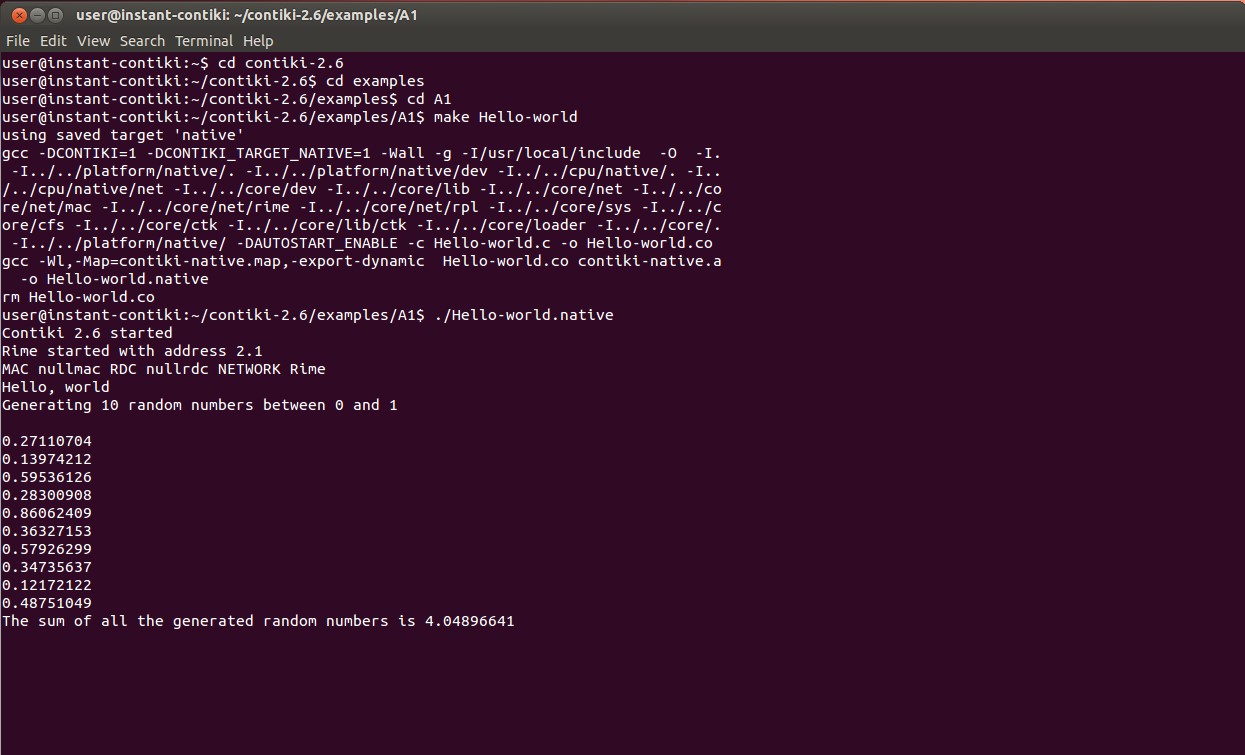 user@instant-contiki: ~/contiki-2.6/examples/A1
File Edit View Search Terminal Help
user@instant-contiki:~$ cd contiki-2.6
user@instant-contiki:~/contiki-2.6$ cd examples
user@instant-contiki:~/contiki-2.6/examples$ cd A1
user@instant-contiki:~/contiki-2.6/examples/A1$ make Hello-world
using saved target 'native'
gcc -DCONTIKI=1 -DCONTIKI_TARGET_NATIVE=1 -Wall -g -I/usr/local/include  -O  -I.
 -I../../platform/native/. -I../../platform/native/dev -I../../cpu/native/. -I..
/../cpu/native/net -I../../core/dev -I../../core/lib -I../../core/net -I../../co
re/net/mac -I../../core/net/rime -I../../core/net/rpl -I../../core/sys -I../../c
ore/cfs -I../../core/ctk -I../../core/lib/ctk -I../../core/loader -I../../core/.
 -I../../platform/native/ -DAUTOSTART_ENABLE -c Hello-world.c -o Hello-world.co
gcc -Wl,-Map=contiki-native.map,-export-dynamic  Hello-world.co contiki-native.a
  -o Hello-world.native
rm Hello-world.co
user@instant-contiki:~/contiki-2.6/examples/A1$ ./Hello-world.native
Contiki 2.6 started
Rime started with address 2.1
MAC nullmac RDC nullrdc NETWORK Rime
Hello, world
Generating 10 random numbers between 0 and 1
0.27110704
0.13974212
0.59536126
0.28300908
0.86062409
0.36327153
0.57926299
0.34735637
0.12172122
0.48751049
The sum of all the generated random numbers is 4.04896641